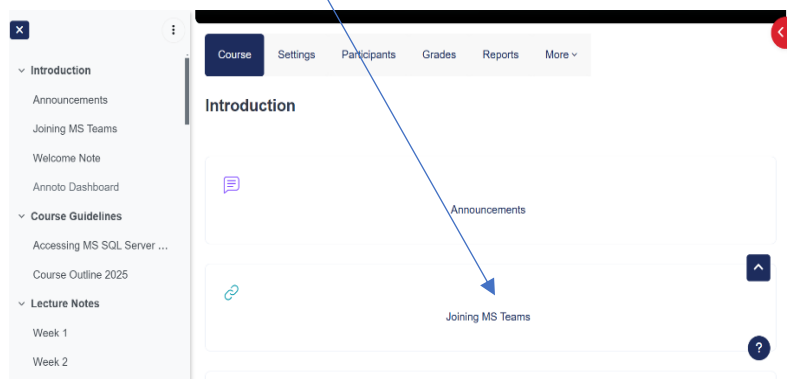 Introduction
Announcements
Joining MS Teams
Welcome Note
Annoto Dashboard
Course Guidelines
Accessing MS SQL Server ...
Course Outline 2025
Lecture Notes
Week 1
Week 2
Course Settings Participants Grades Reports More
Introduction
Announcements
Joining MS Teams
?